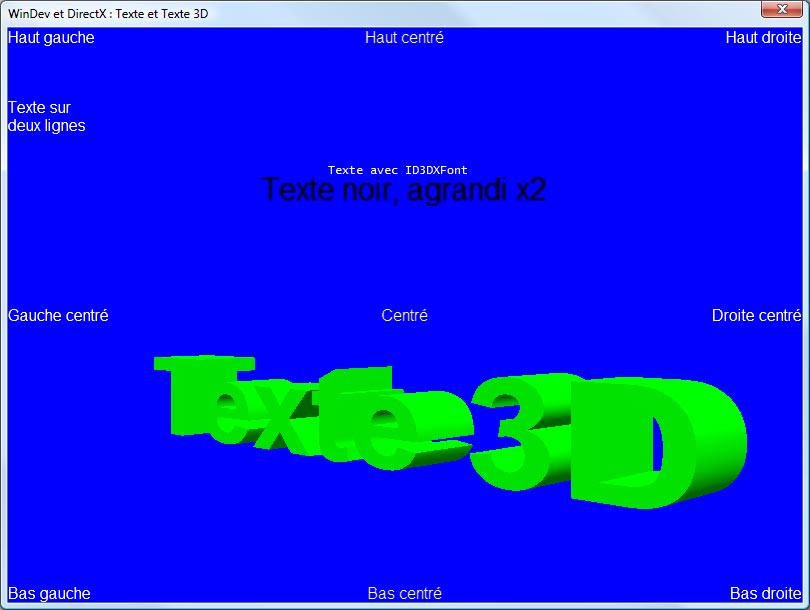 WinDev et DirectX : Texte et Texte 3D
Haut gauche
Haut centré
Haut droite
Texte sur
deux lignes
Texte avec ID3DXFont
Texte noir, agrandi x2
Gauche centré
Centré
Droite centré
Texte 3D
Bas gauche
Bas centré
Bas droite